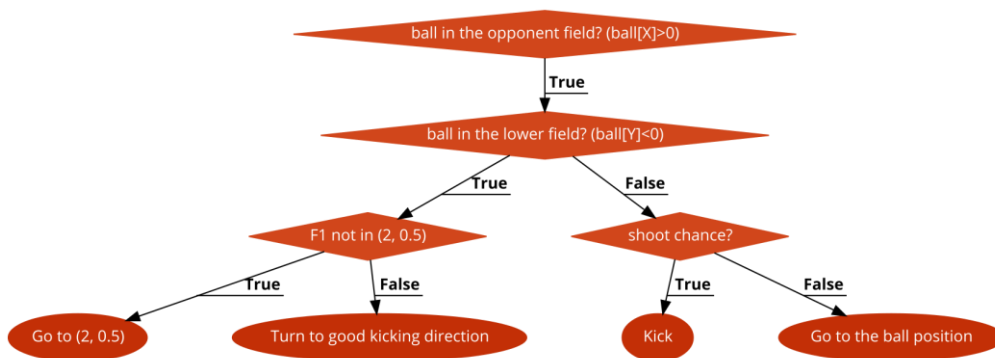 ball in the opponent field? (ball[X]>0)
True
ball in the lower field? (ball[Y]<0)
True
False
F1 not in (2, 0.5)
shoot chance?
True
False
True
False
Go to (2, 0.5)
Turn to good kicking direction
Kick
Go to the ball position